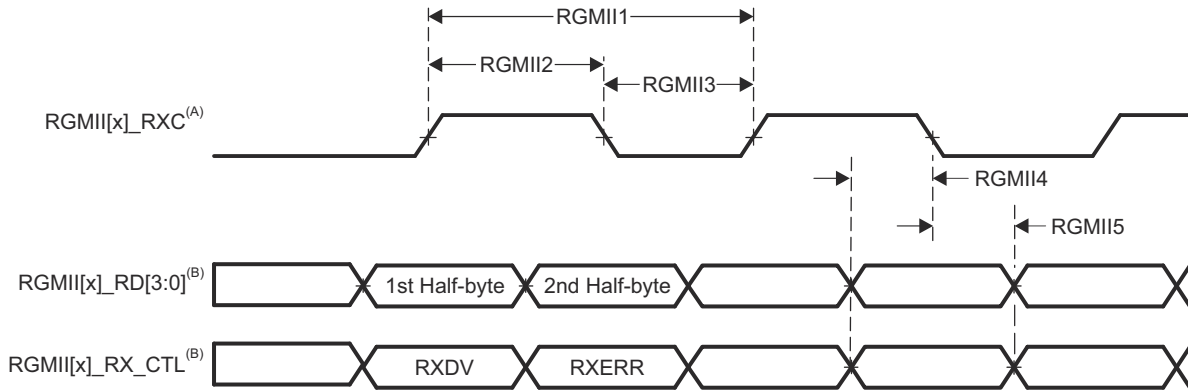 RGMII1
RGMII2
RGMII3
RGMII[x]_RXC(A)
RGMII4
RGMII5
RGMII[x]_RD[3:0](B)
1st Half-byte
2nd Half-byte
RGMII[x]_RX_CTL(B)
RXDV
RXERR